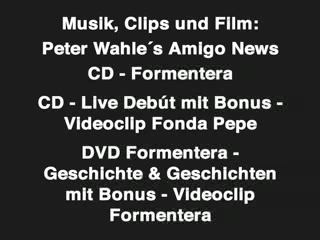 Musik, Clips und Film:
Peter Wahle´s Amigo News
CD - Formentera
CD - Live Debút mit Bonus -
Videoclip Fonda Pepe
DVD Formentera -
Geschichte & Geschichten
mit Bonus - Videoclip
Formentera